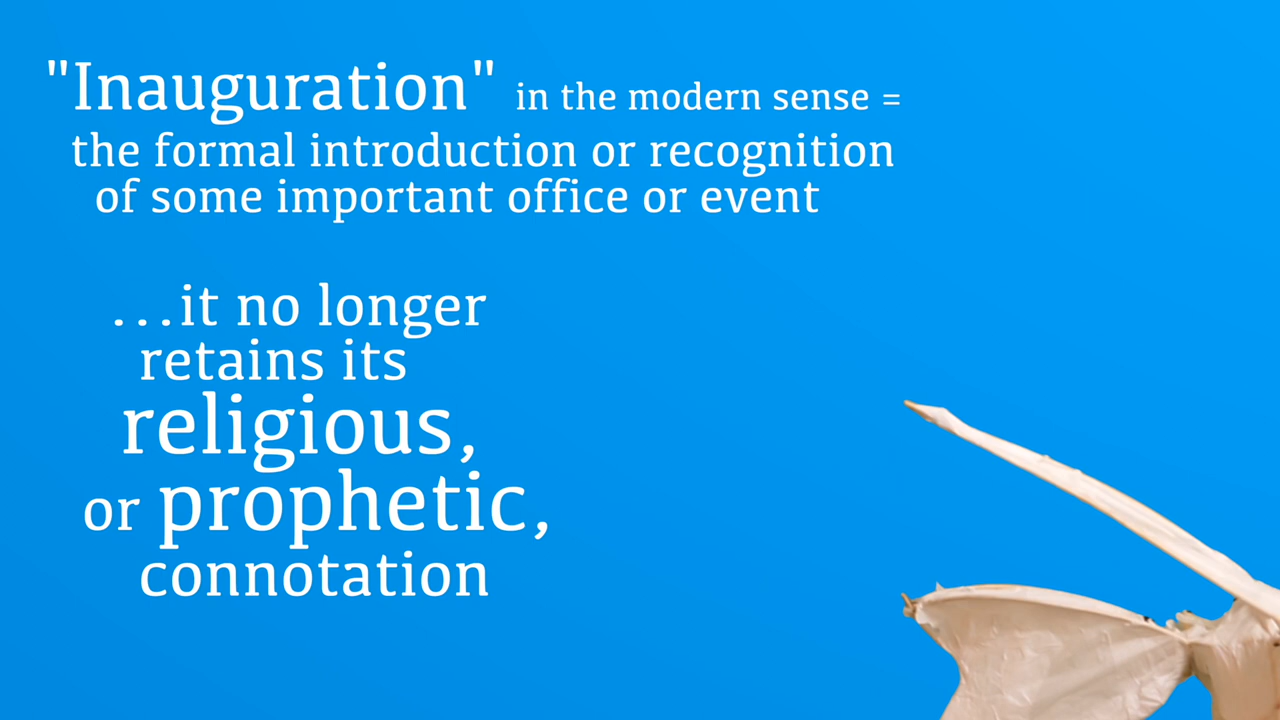 "Inauguration" in the modern sense =
the formal introduction or recognition
of some important office or event
...it no longer
retains its
religious,
or prophetic,
connotation